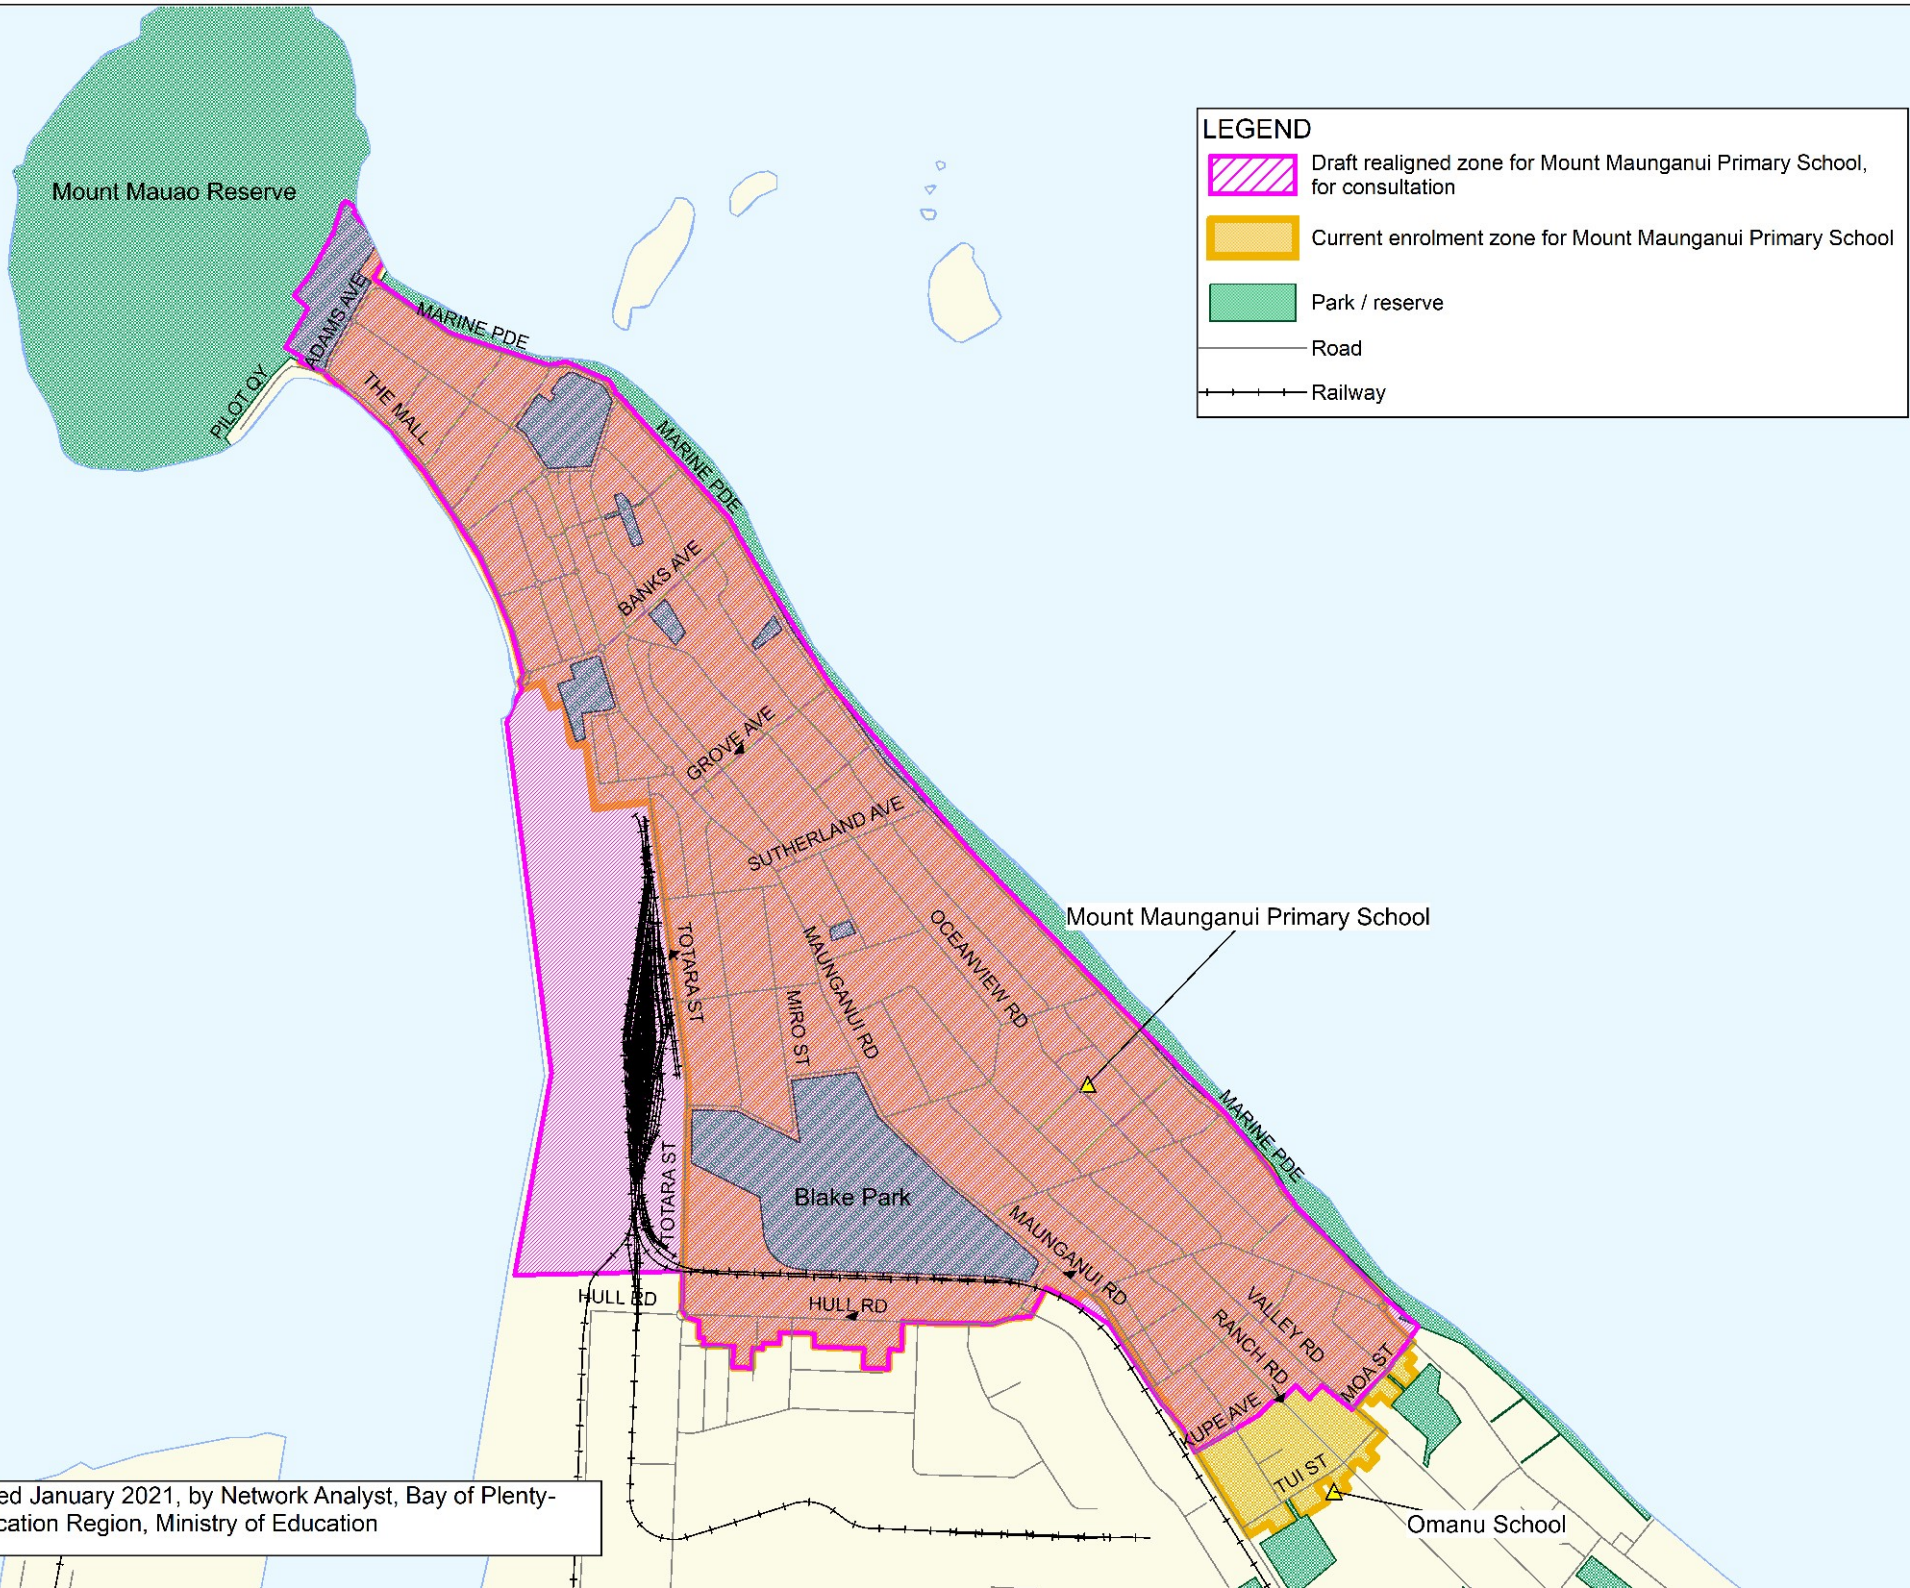 LEGEND
Draft realigned zone for Mount Maunganui Primary School,
for consultation
Current enrolment zone for Mount Maunganui Primary School
Park / reserve
Road
Railway
Mount Mauao Reserve
ADAMS AVE
MARINE PDE
PILOT QY
THE MALL
MARINE PDE
BANKS AVE
GROVE AVE
SUTHERLAND AVE
Mount Maunganui Primary School
OCEANVIEW RD
TOTARA ST
MAUNGANUI RD
MIRO ST
MARINE PDE
TOTARA ST
Blake Park
MAUNGANUI RD
HULL RD
HULL RD
VALLEY RD
RANCH RD
MOA ST
KUPE AVE
TUI ST
Omanu School
ed January 2021, by Network Analyst, Bay of Plenty-
cation Region, Ministry of Education